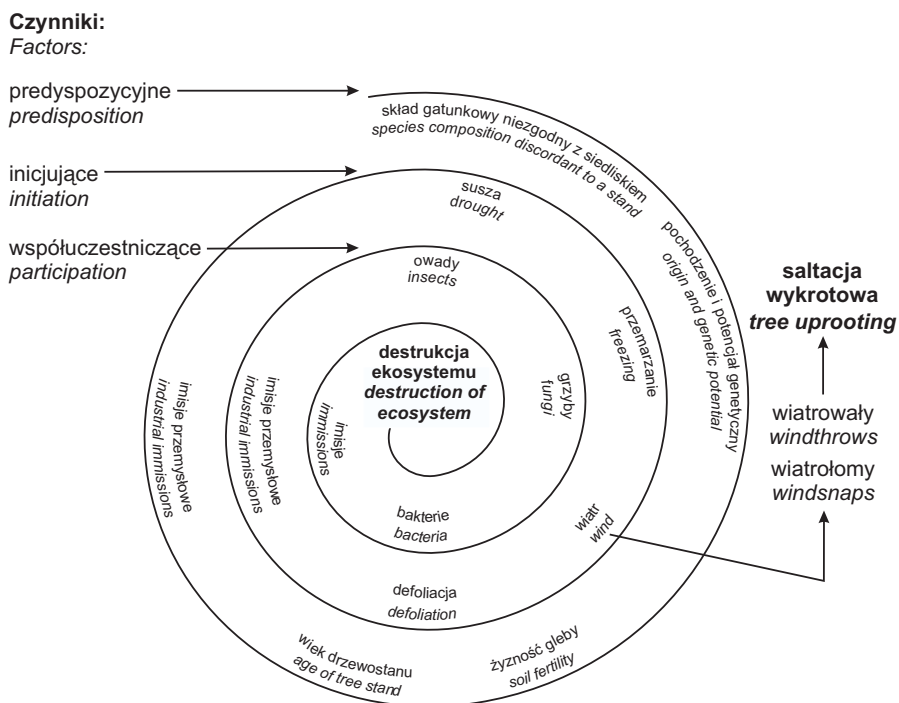 Czynniki:
Factors:
predyspozycyjne
predisposition
inicjujące
initiation
współuczestniczące
participation
skład gatunkowy niezgodny z siedliskiem
species composition discordant to a stand
pochodzenie i potencjał genetyczny
origin and genetic potential
żyzność gleby
soil fertility
wiek drzewostanu
age of tree stand
imisje przemysłowe
industrial immissions
susza
drought
przemarzanie
freezing
wiatr
wind
defoliacja
defoliation
imisje przemysłowe
industrial immissions
owady
insects
grzyby
fungi
bakterie
bacteria
imisje
immissions
destrukcja
ekosystemu
destruction of
ecosystem
saltacja
wykrotowa
tree uprooting
wiatrowały
windthrows
wiatrołomy
windsnaps